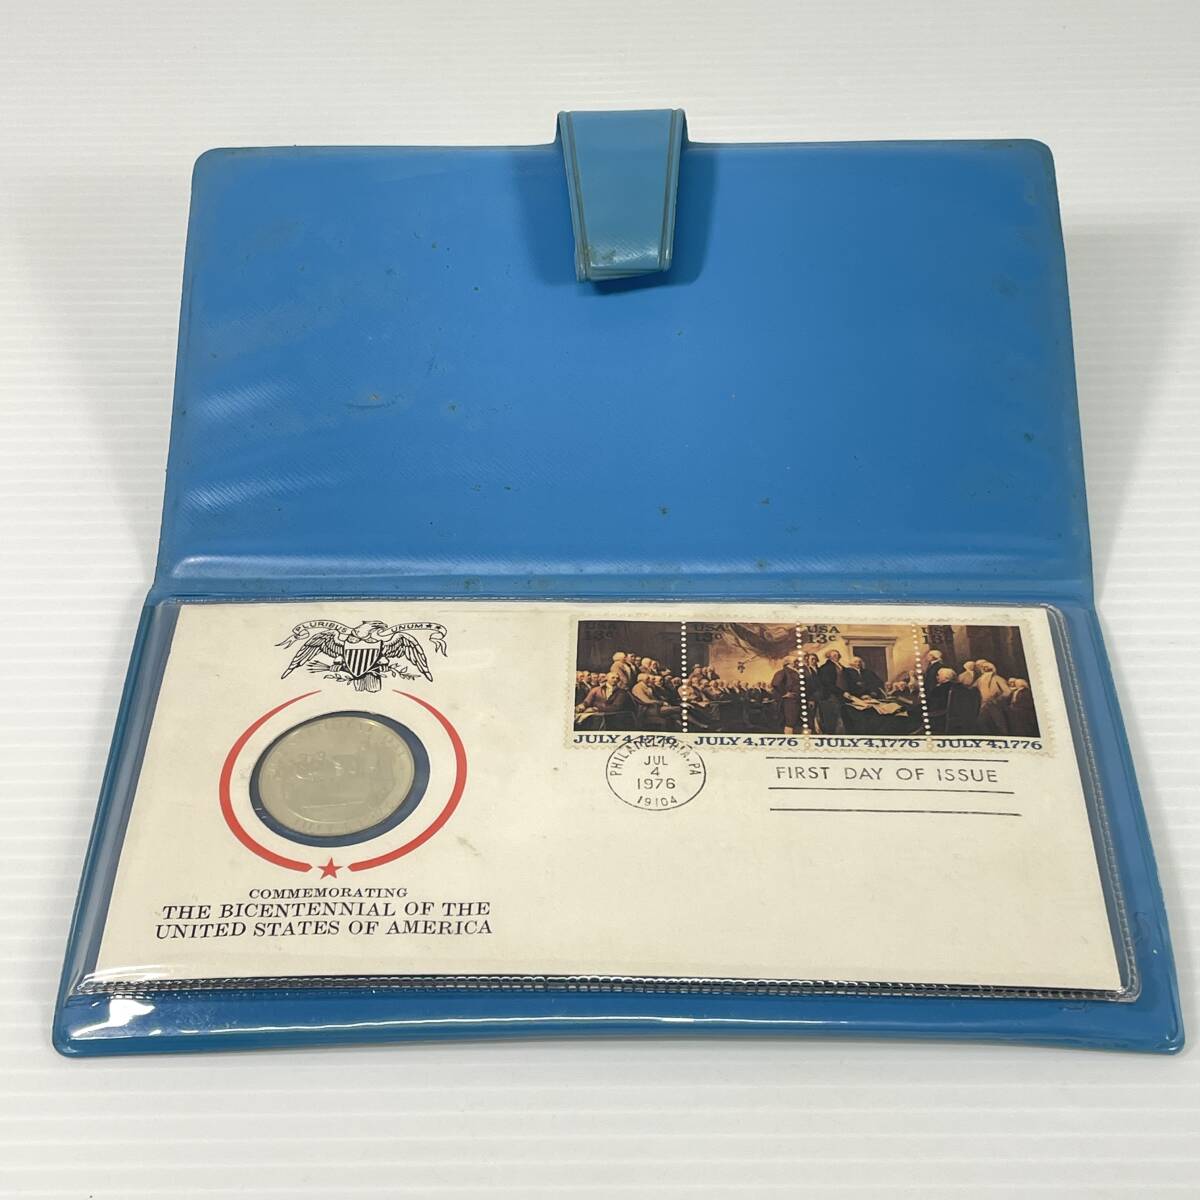 PLURIBUS UNUM
USA 13c
USA 13c
USA 13c
13c
JULY 4,1776
JULY 4,1776
JULY 4,1776
JULY 4,1776
PHILADELPHIA, PA
JUL
4
1976
19104
FIRST DAY OF ISSUE
COMMEMORATING
THE BICENTENNIAL OF THE
UNITED STATES OF AMERICA